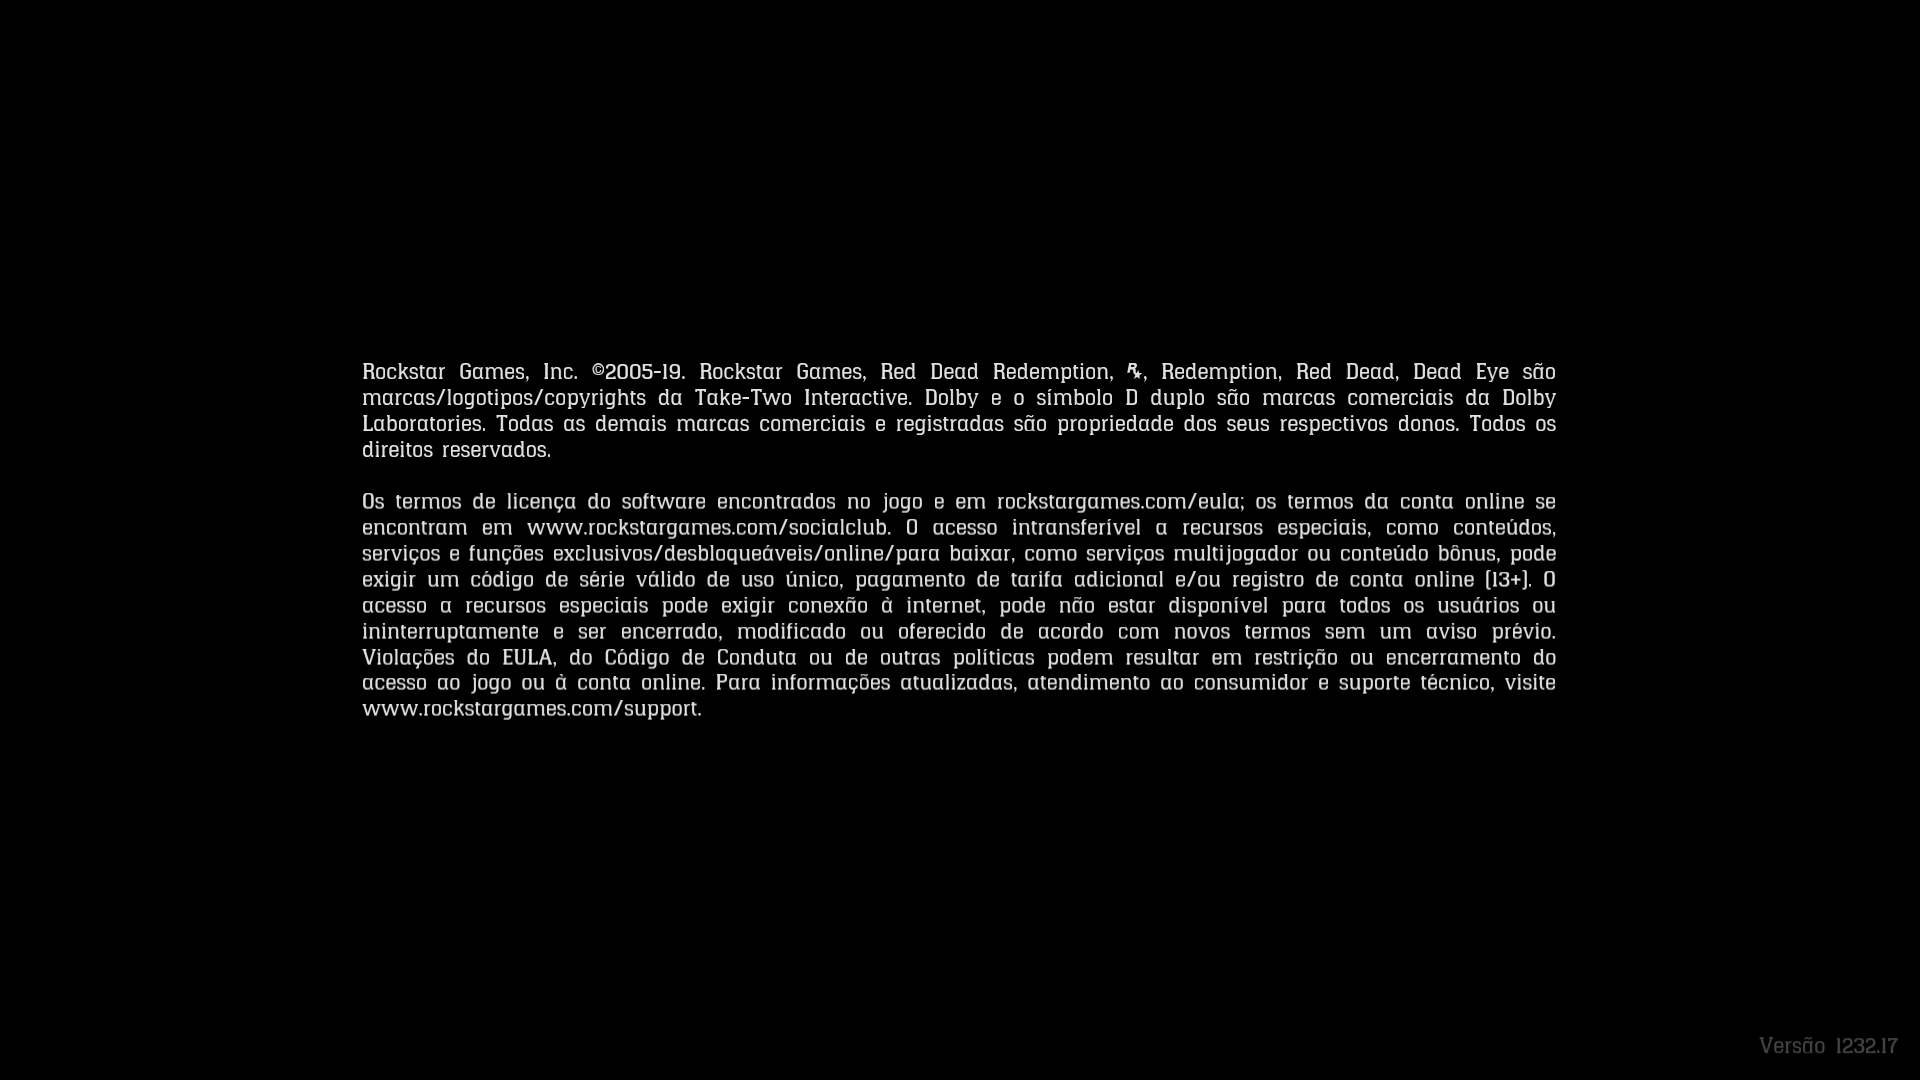 Rockstar Games, Inc. ©2005-19. Rockstar Games, Red Dead Redemption, R★, Redemption, Red Dead, Dead Eye são
marcas/logotipos/copyrights da Take-Two Interactive. Dolby e o símbolo D duplo são marcas comerciais da Dolby
Laboratories. Todas as demais marcas comerciais e registradas são propriedade dos seus respectivos donos. Todos os
direitos reservados.
Os termos de licença do software encontrados no jogo e em rockstargames.com/eula; os termos da conta online se
encontram em www.rockstargames.com/socialclub. O acesso intransferível a recursos especiais, como conteúdos,
serviços e funções exclusivos/desbloqueáveis/online/para baixar, como serviços multijogador ou conteúdo bônus, pode
exigir um código de série válido de uso único, pagamento de tarifa adicional e/ou registro de conta online (13+). O
acesso a recursos especiais pode exigir conexão à internet, pode não estar disponível para todos os usuários ou
ininterruptamente e ser encerrado, modificado ou oferecido de acordo com novos termos sem um aviso prévio.
Violações do EULA, do Código de Conduta ou de outras políticas podem resultar em restrição ou encerramento do
acesso ao jogo ou à conta online. Para informações atualizadas, atendimento ao consumidor e suporte técnico, visite
www.rockstargames.com/support.
Versão 1232.17